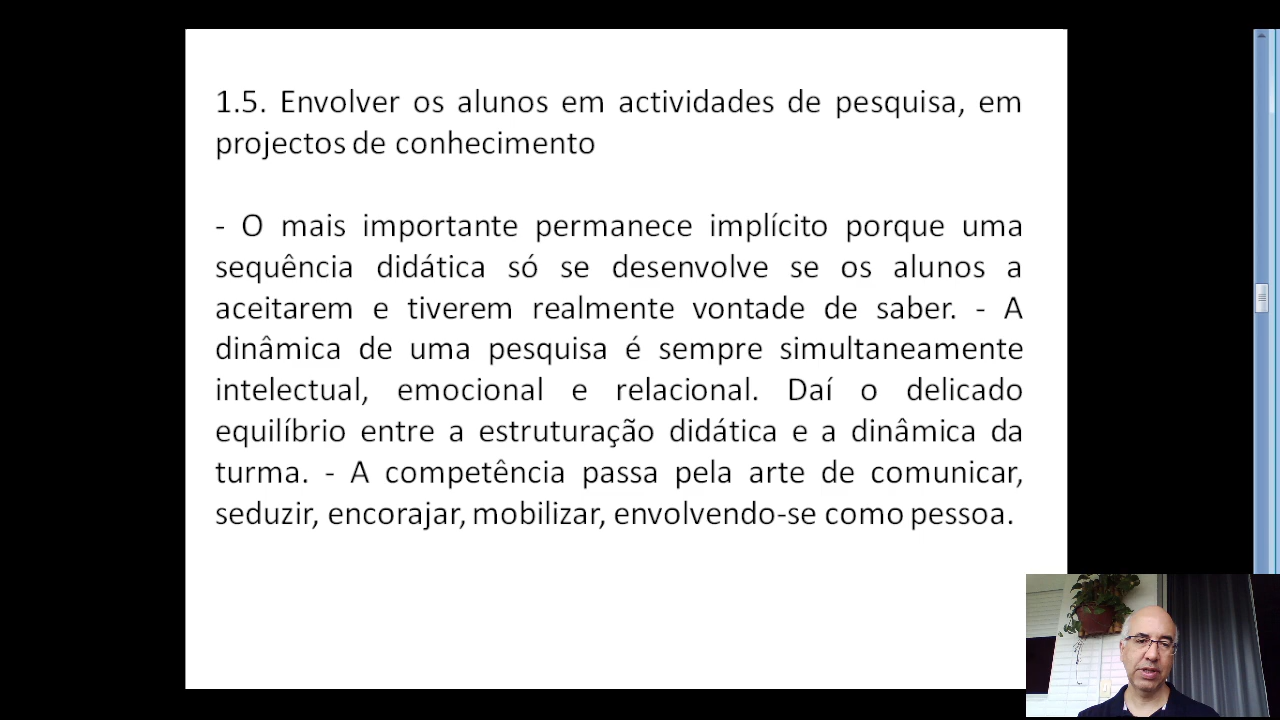 1.5. Envolver os alunos em actividades de pesquisa, em
projectos de conhecimento
- O mais importante permanece implícito porque uma
sequência didática só se desenvolve se os alunos a
aceitarem e tiverem realmente vontade de saber. - A
dinâmica de uma pesquisa é sempre simultaneamente
intelectual, emocional e relacional. Daí o delicado
equilíbrio entre a estruturação didática e a dinâmica da
turma. - A competência passa pela arte de comunicar,
seduzir, encorajar, mobilizar, envolvendo-se como pessoa.